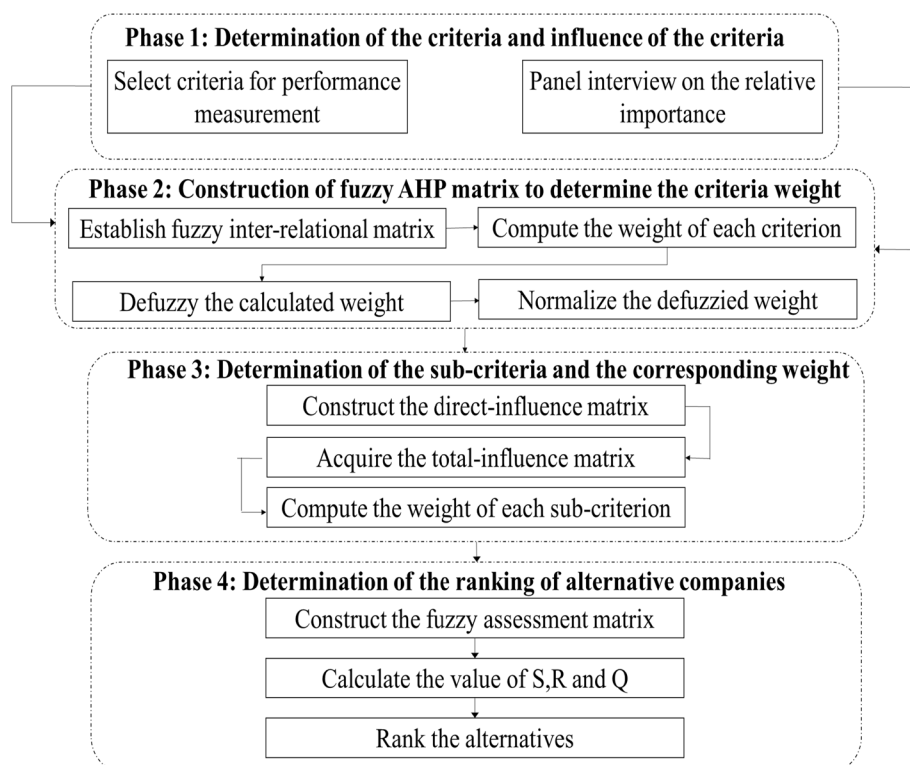 Phase 1: Determination of the criteria and influence of the criteria
Select criteria for performance
measurement
Panel interview on the relative
importance
Phase 2: Construction of fuzzy AHP matrix to determine the criteria weight
Establish fuzzy inter-relational matrix
Compute the weight of each criterion
Defuzzy the calculated weight
Normalize the defuzzied weight
Phase 3: Determination of the sub-criteria and the corresponding weight
Construct the direct-influence matrix
Acquire the total-influence matrix
Compute the weight of each sub-criterion
Phase 4: Determination of the ranking of alternative companies
Construct the fuzzy assessment matrix
Calculate the value of S,R and Q
Rank the alternatives